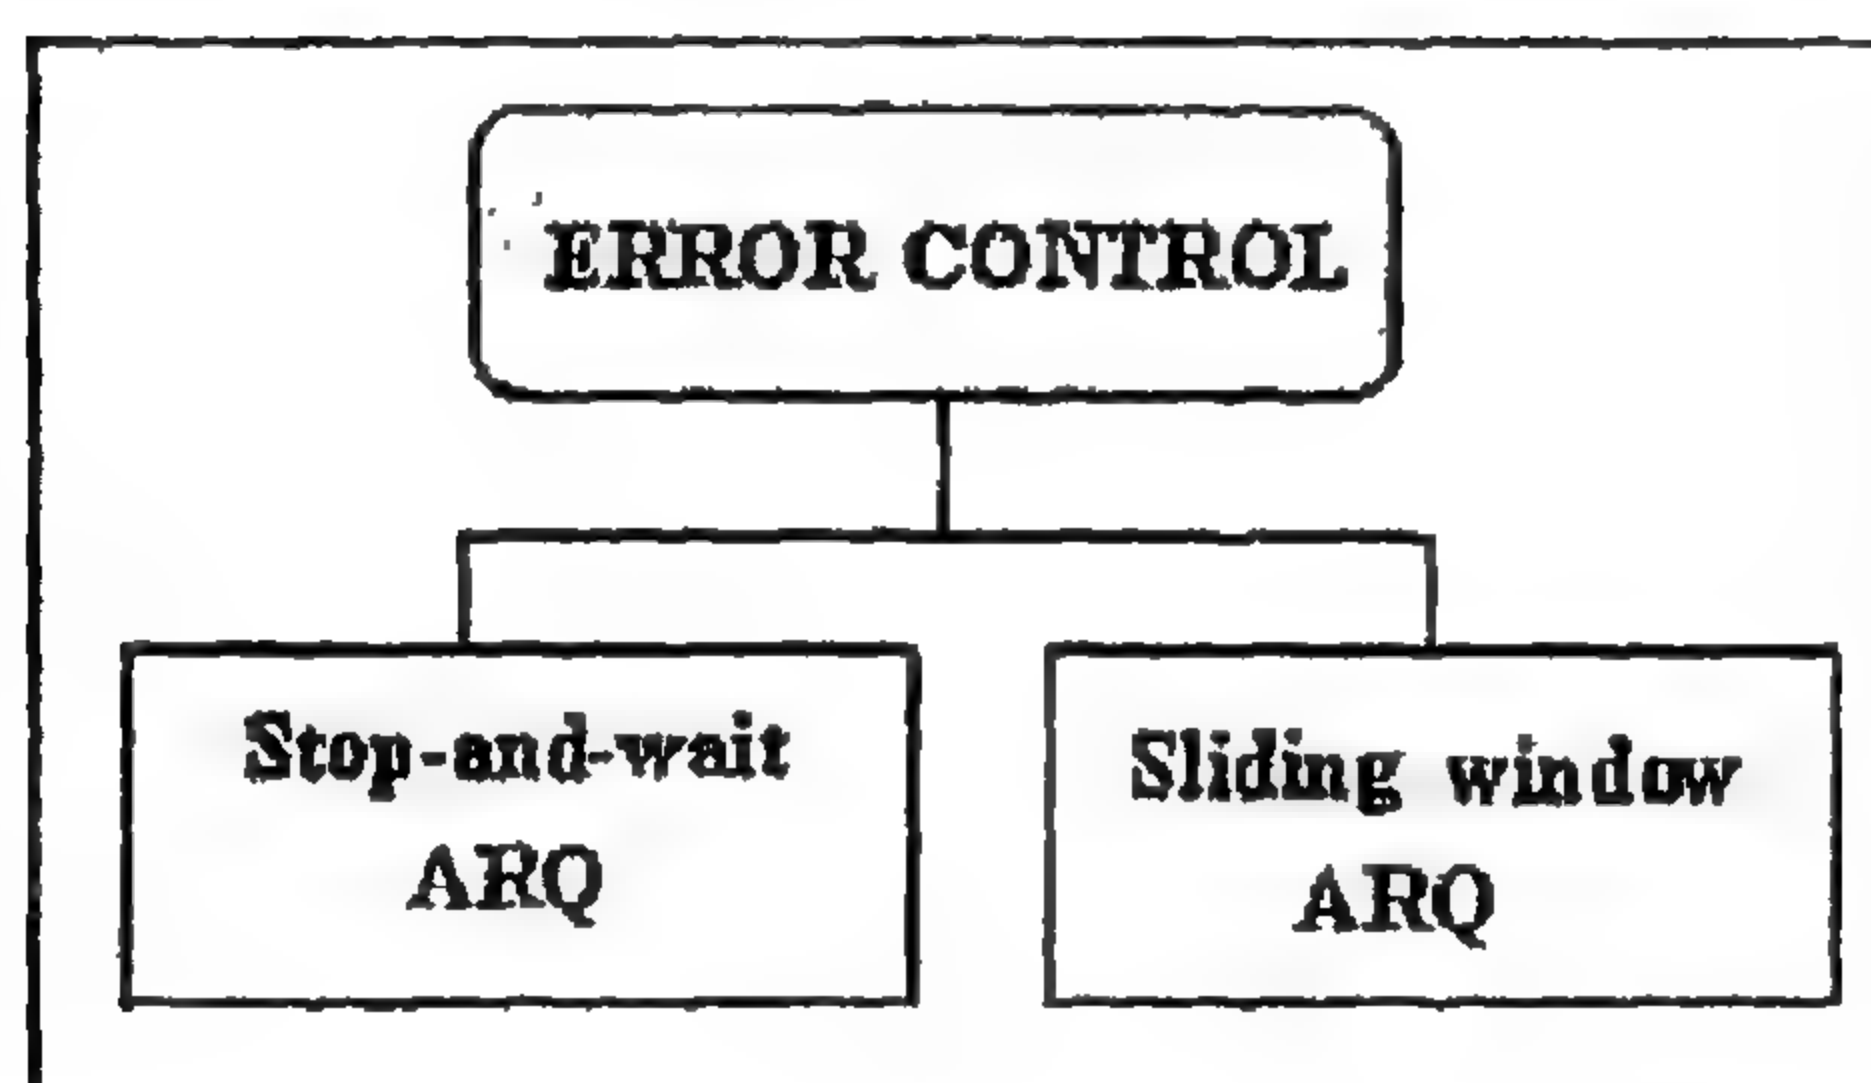 ERROR CONTROL
Stop-and-wait
ARQ
Sliding window
ARQ